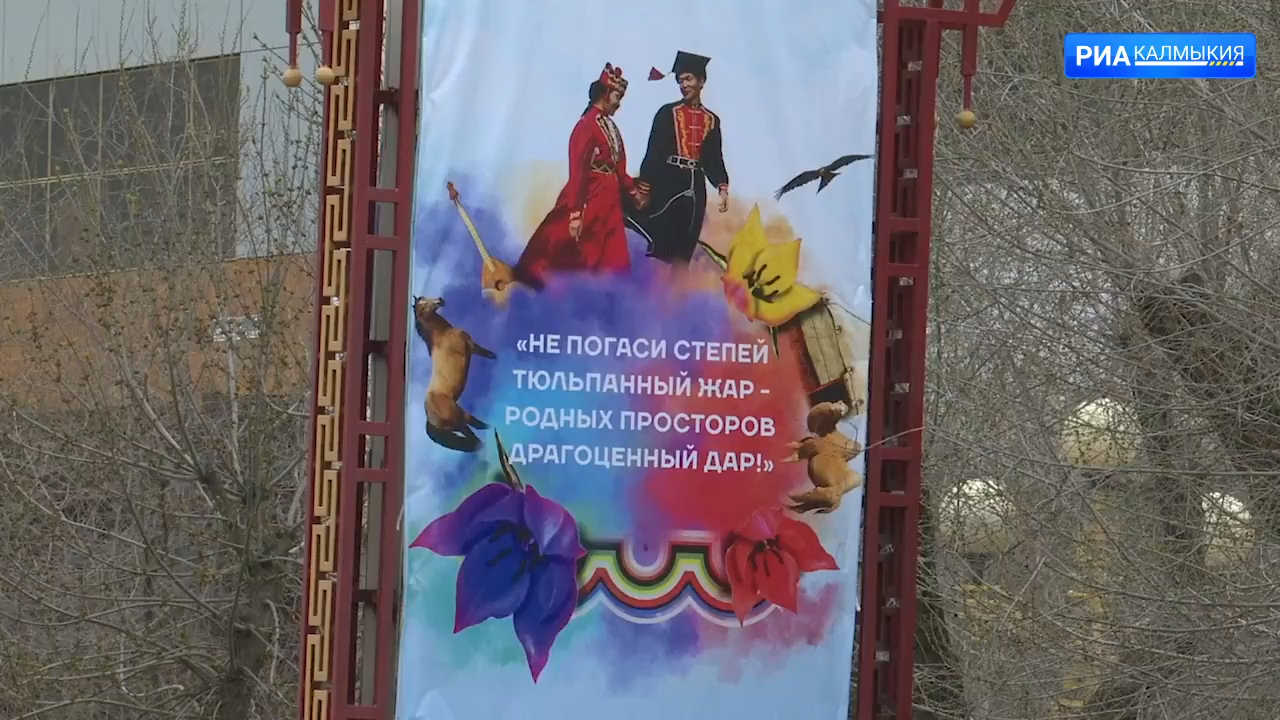 РИА КАЛМЫКИЯ
«НЕ ПОГАСИ СТЕПЕЙ
ТЮЛЬПАННЫЙ ЖАР -
РОДНЫХ ПРОСТОРОВ
ДРАГОЦЕННЫЙ ДАР!»